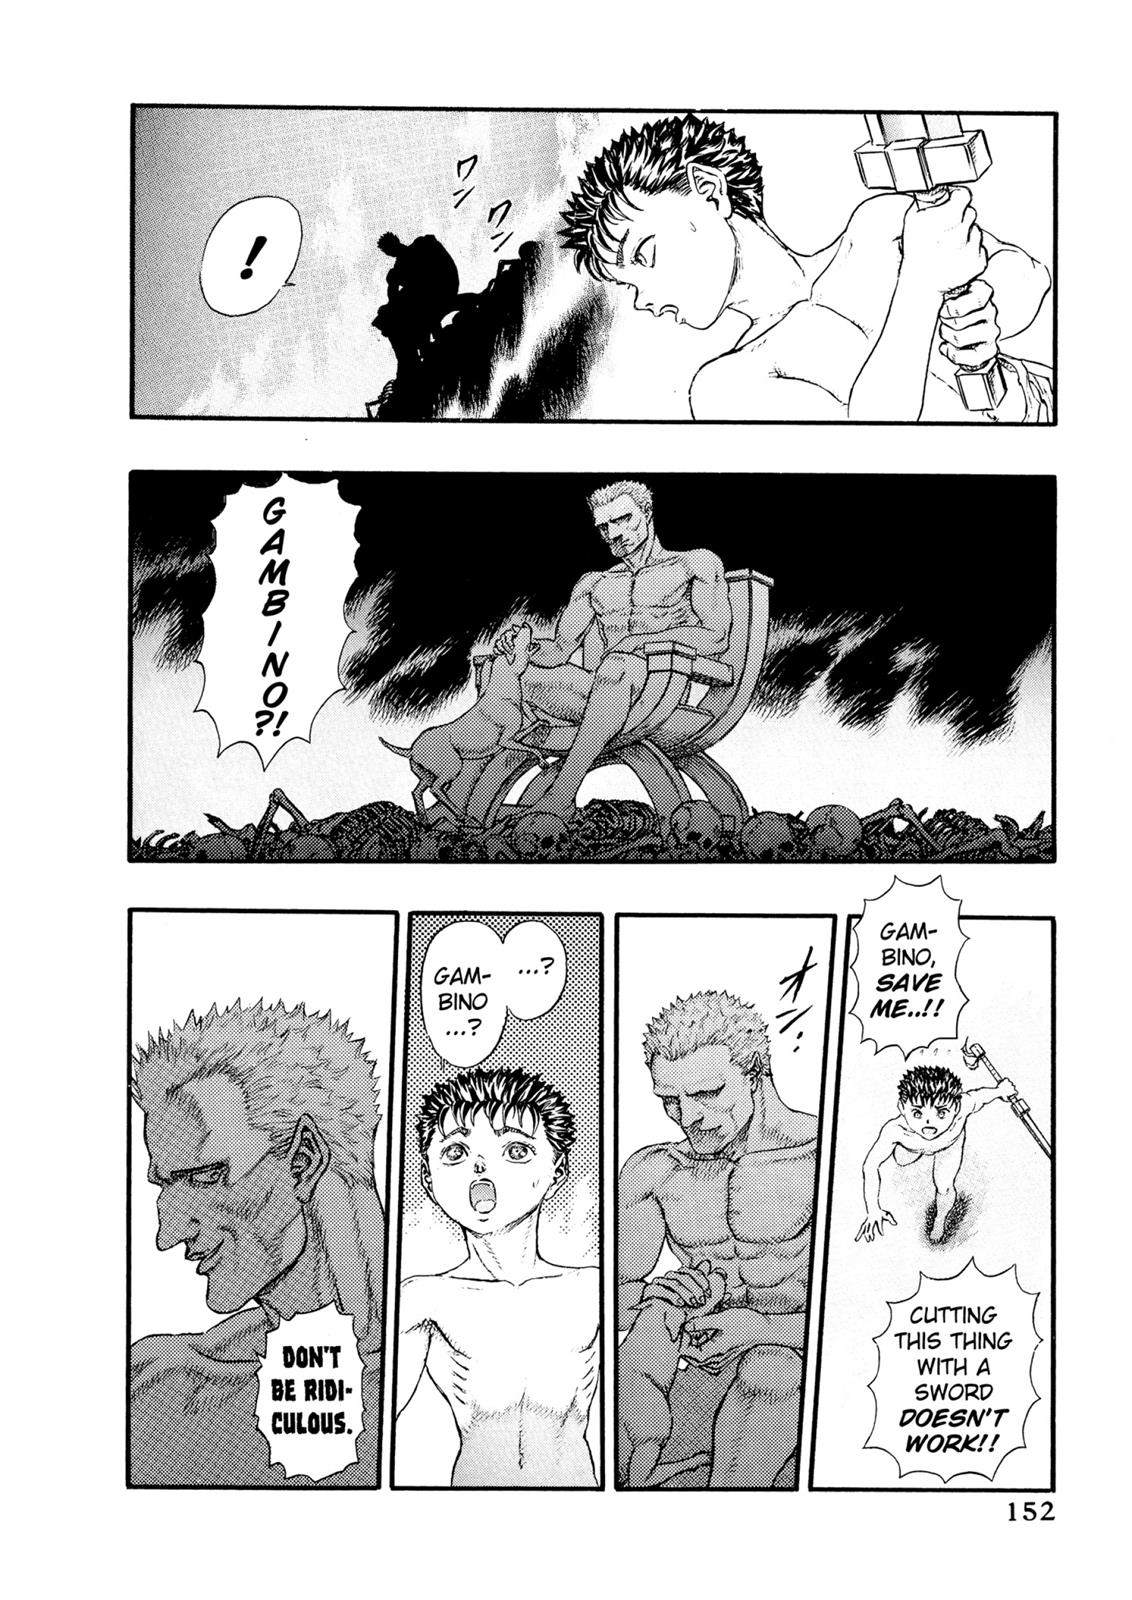 ワン
ワン
!
GAMBINO?!
GAM-
BINO,
SAVE
ME..!!
CUTTING
THIS THING
WITH A
SWORD
DOESN'T
WORK!!
オ
ン.
...?
GAM-
BINO
...?
DON'T
BE RIDI-
CULOUS.
152